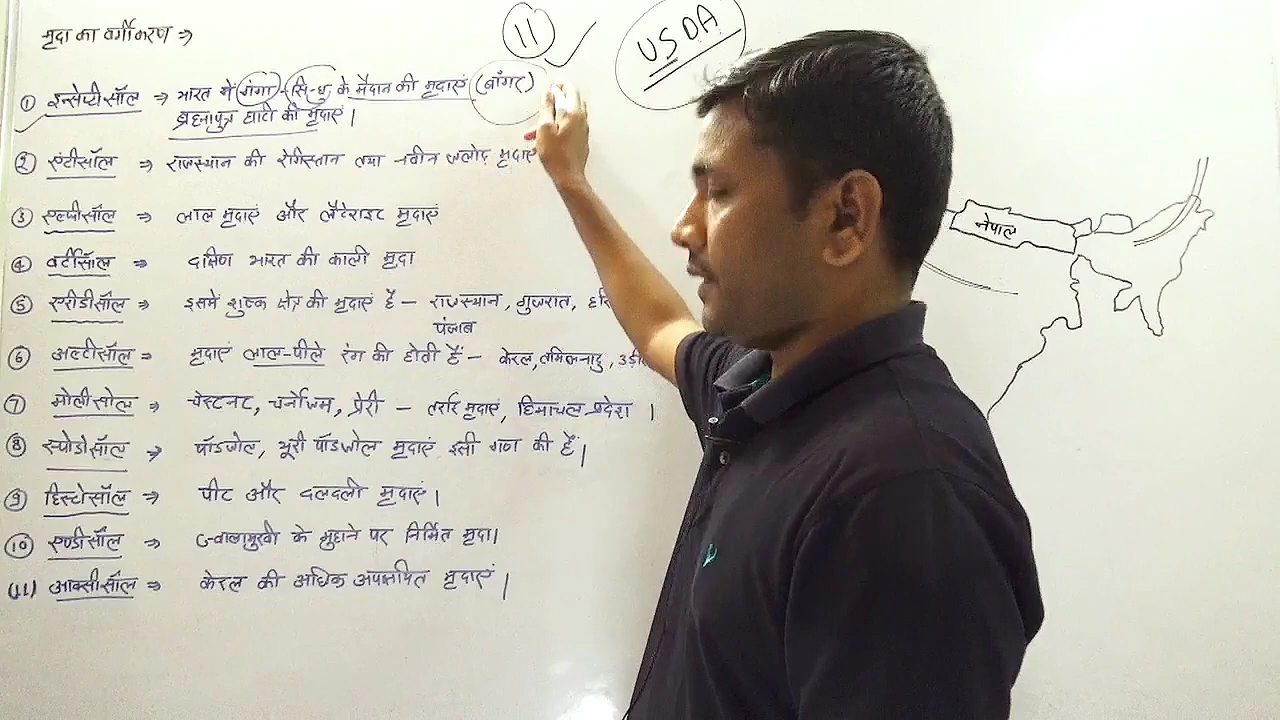 मृदा का वर्गीकरण ⇒
11
USDA
① इन्सेप्टीसॉल ⇒ भारत में गंगा-सिन्धु के मैदान की मृदाएं (बाँगर)
ब्रह्मपुत्र घाटी की मृदाएं।
② एंटीसॉल ⇒ राजस्थान की रेगिस्तान तथा नवीन जलोढ़ मृदाएं
③ एल्फीसॉल ⇒ लाल मृदाएं और लैटेराइट मृदाएं
④ वर्टीसॉल ⇒ दक्षिण भारत की काली मृदा
⑤ एरीडीसॉल ⇒ इसमें शुष्क क्षेत्र की मृदाएं हैं – राजस्थान, गुजरात,
पंजाब
⑥ अल्टीसॉल ⇒ मृदाएं लाल-पीले रंग की होती हैं – केरल, तमिलनाडु,
⑦ मोलीसोल ⇒ चेस्टनट, चर्नोजम, प्रेरी – तराई मृदाएं, हिमाचल प्रदेश।
⑧ स्पोडोसॉल ⇒ पॉडजोल, भूरी पॉडजोल मृदाएं इसी गण की हैं।
⑨ हिस्टोसॉल ⇒ पीट और दलदली मृदाएं।
⑩ एण्डीसॉल ⇒ ज्वालामुखी के मुहाने पर निर्मित मृदा।
(11) आक्सीसॉल ⇒ केरल की अधिक अपक्षयित मृदाएं।
नेपाल